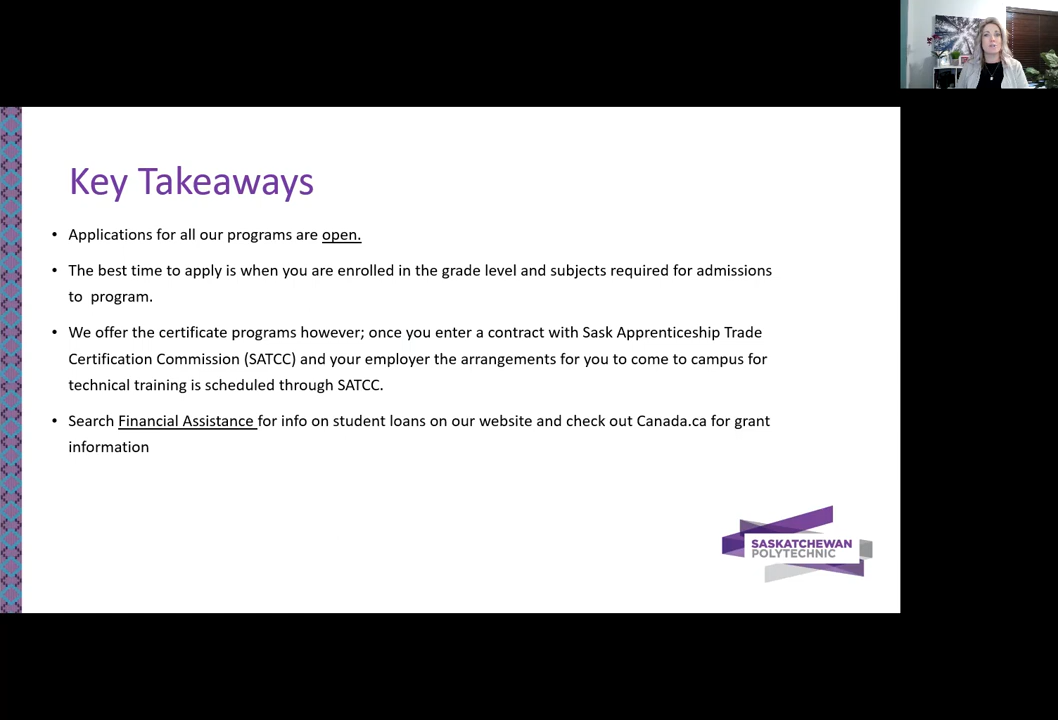 Key Takeaways
• Applications for all our programs are open.
• The best time to apply is when you are enrolled in the grade level and subjects required for admissions
to  program.
• We offer the certificate programs however; once you enter a contract with Sask Apprenticeship Trade
Certification Commission (SATCC) and your employer the arrangements for you to come to campus for
technical training is scheduled through SATCC.
• Search Financial Assistance for info on student loans on our website and check out Canada.ca for grant
information
SASKATCHEWAN
POLYTECHNIC